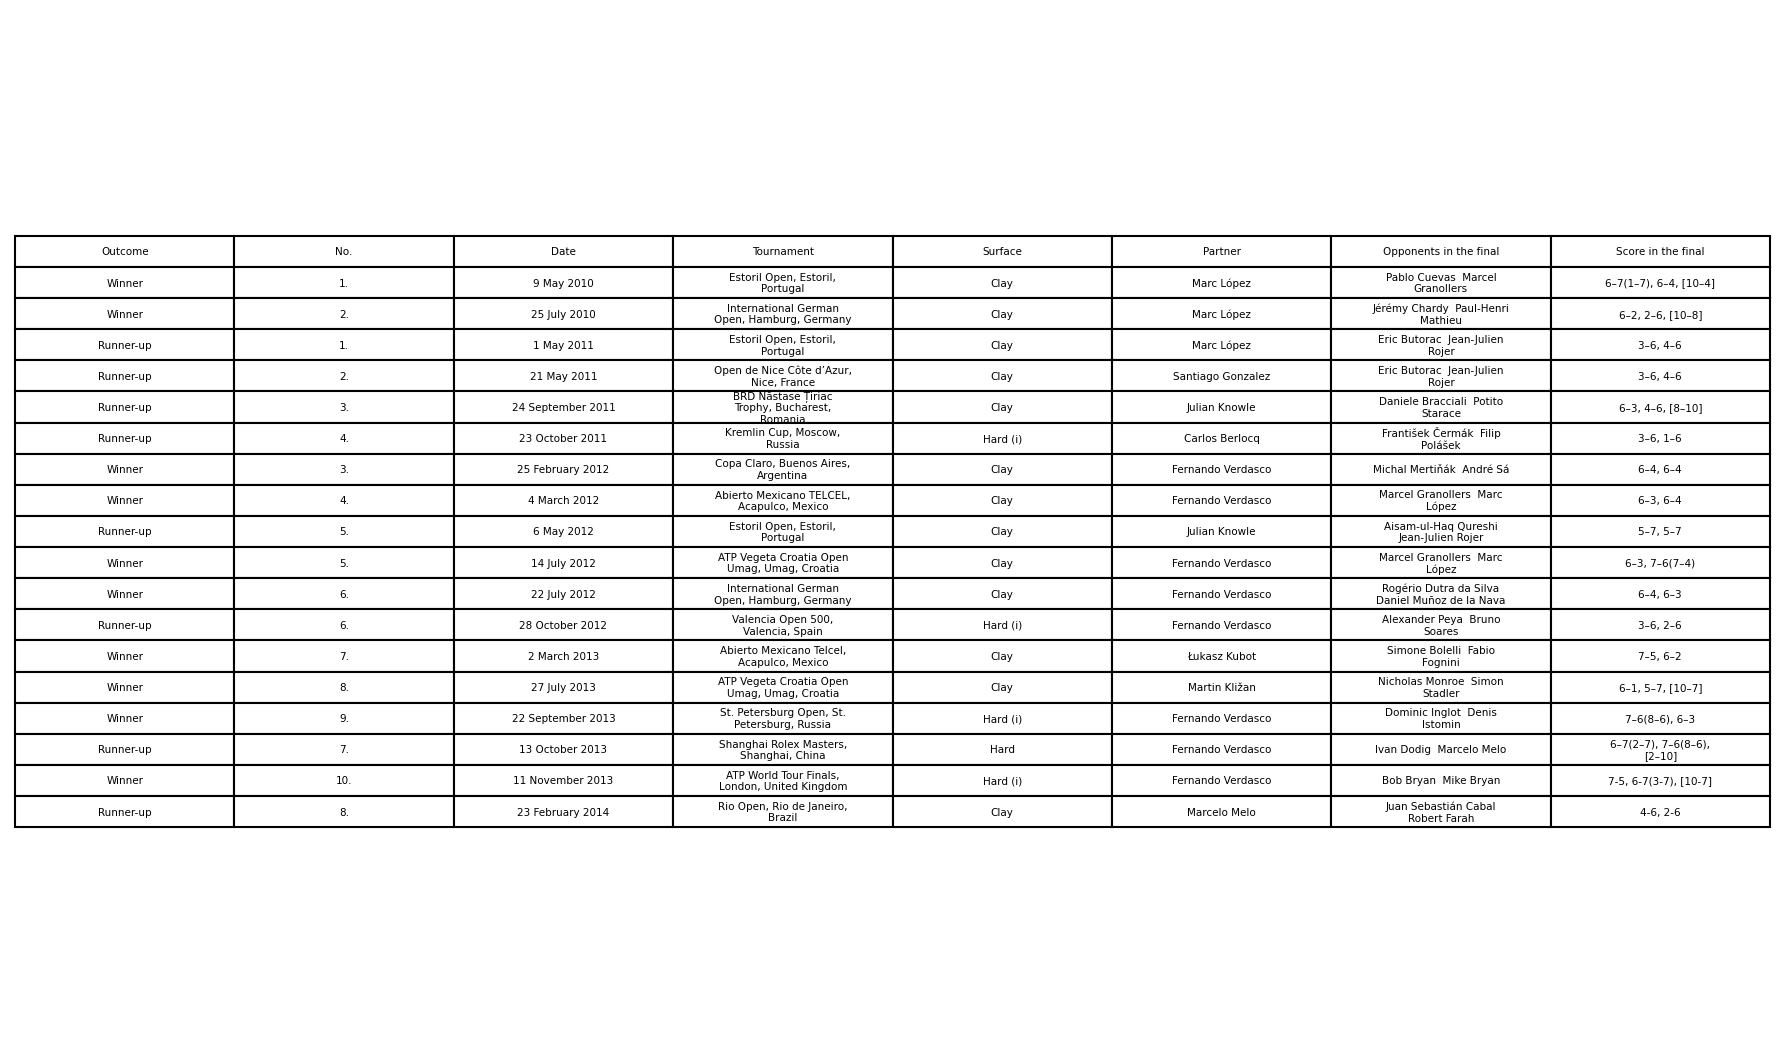 Outcome No. Date Tournament Surface Partner Opponents in the final Score in the final
Winner 1. 9 May 2010 Estoril Open, Estoril, Portugal Clay Marc López Pablo Cuevas Marcel Granollers 6–7(1–7), 6–4, [10–4]
Winner 2. 25 July 2010 International German Open, Hamburg, Germany Clay Marc López Jérémy Chardy Paul-Henri Mathieu 6–2, 2–6, [10–8]
Runner-up 1. 1 May 2011 Estoril Open, Estoril, Portugal Clay Marc López Eric Butorac Jean-Julien Rojer 3–6, 4–6
Runner-up 2. 21 May 2011 Open de Nice Côte d’Azur, Nice, France Clay Santiago Gonzalez Eric Butorac Jean-Julien Rojer 3–6, 4–6
Runner-up 3. 24 September 2011 BRD Năstase Țiriac Trophy, Bucharest, Romania Clay Julian Knowle Daniele Bracciali Potito Starace 6–3, 4–6, [8–10]
Runner-up 4. 23 October 2011 Kremlin Cup, Moscow, Russia Hard (i) Carlos Berlocq František Čermák Filip Polášek 3–6, 1–6
Winner 3. 25 February 2012 Copa Claro, Buenos Aires, Argentina Clay Fernando Verdasco Michal Mertiňák André Sá 6–4, 6–4
Winner 4. 4 March 2012 Abierto Mexicano TELCEL, Acapulco, Mexico Clay Fernando Verdasco Marcel Granollers Marc López 6–3, 6–4
Runner-up 5. 6 May 2012 Estoril Open, Estoril, Portugal Clay Julian Knowle Aisam-ul-Haq Qureshi Jean-Julien Rojer 5–7, 5–7
Winner 5. 14 July 2012 ATP Vegeta Croatia Open Umag, Umag, Croatia Clay Fernando Verdasco Marcel Granollers Marc López 6–3, 7–6(7–4)
Winner 6. 22 July 2012 International German Open, Hamburg, Germany Clay Fernando Verdasco Rogério Dutra da Silva Daniel Muñoz de la Nava 6–4, 6–3
Runner-up 6. 28 October 2012 Valencia Open 500, Valencia, Spain Hard (i) Fernando Verdasco Alexander Peya Bruno Soares 3–6, 2–6
Winner 7. 2 March 2013 Abierto Mexicano Telcel, Acapulco, Mexico Clay Łukasz Kubot Simone Bolelli Fabio Fognini 7–5, 6–2
Winner 8. 27 July 2013 ATP Vegeta Croatia Open Umag, Umag, Croatia Clay Martin Kližan Nicholas Monroe Simon Stadler 6–1, 5–7, [10–7]
Winner 9. 22 September 2013 St. Petersburg Open, St. Petersburg, Russia Hard (i) Fernando Verdasco Dominic Inglot Denis Istomin 7–6(8–6), 6–3
Runner-up 7. 13 October 2013 Shanghai Rolex Masters, Shanghai, China Hard Fernando Verdasco Ivan Dodig Marcelo Melo 6–7(2–7), 7–6(8–6), [2–10]
Winner 10. 11 November 2013 ATP World Tour Finals, London, United Kingdom Hard (i) Fernando Verdasco Bob Bryan Mike Bryan 7-5, 6-7(3-7), [10-7]
Runner-up 8. 23 February 2014 Rio Open, Rio de Janeiro, Brazil Clay Marcelo Melo Juan Sebastián Cabal Robert Farah 4-6, 2-6